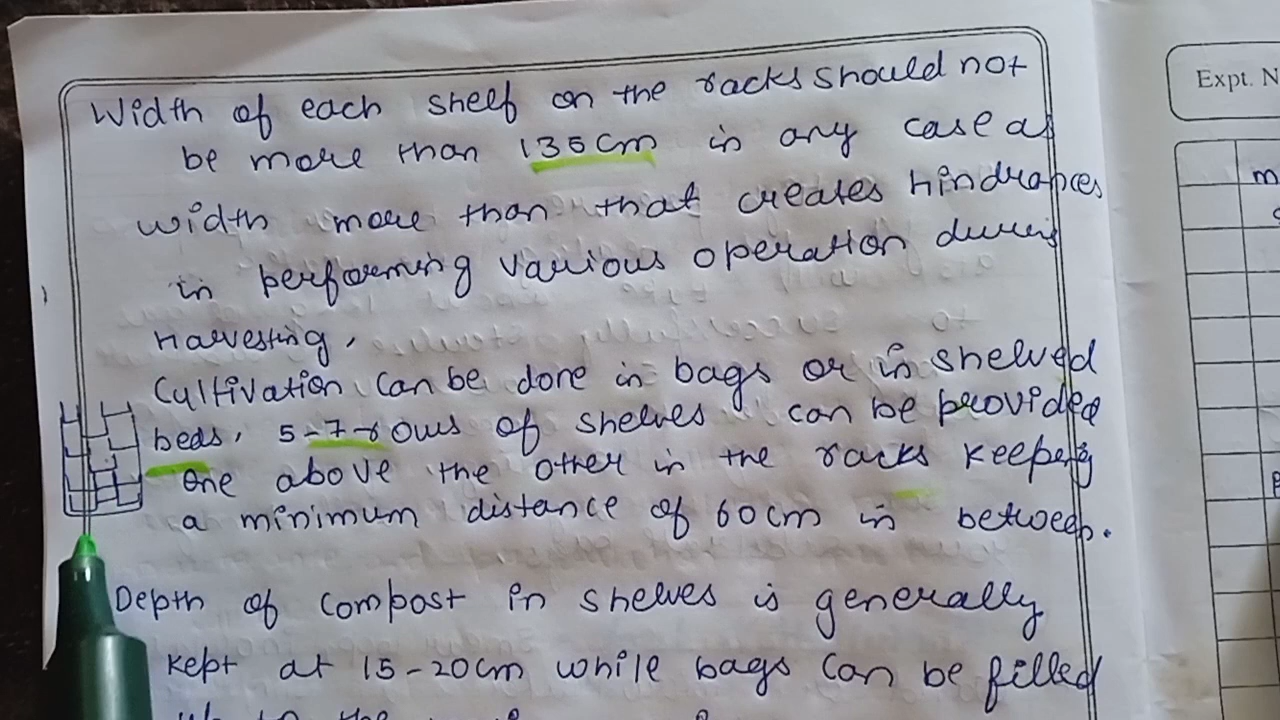 Width of each shelf on the racks should not
be more than 135cm in any case as
width more than that creates hindrances
in performing various operation during
harvesting.
Cultivation can be done in bags or in shelved
beds. 5-7-rows of shelves can be provided
one above the other in the racks keeping
a minimum distance of 60cm in between.
Depth of compost in shelves is generally
kept at 15-20cm while bags can be filled
Expt. N
m